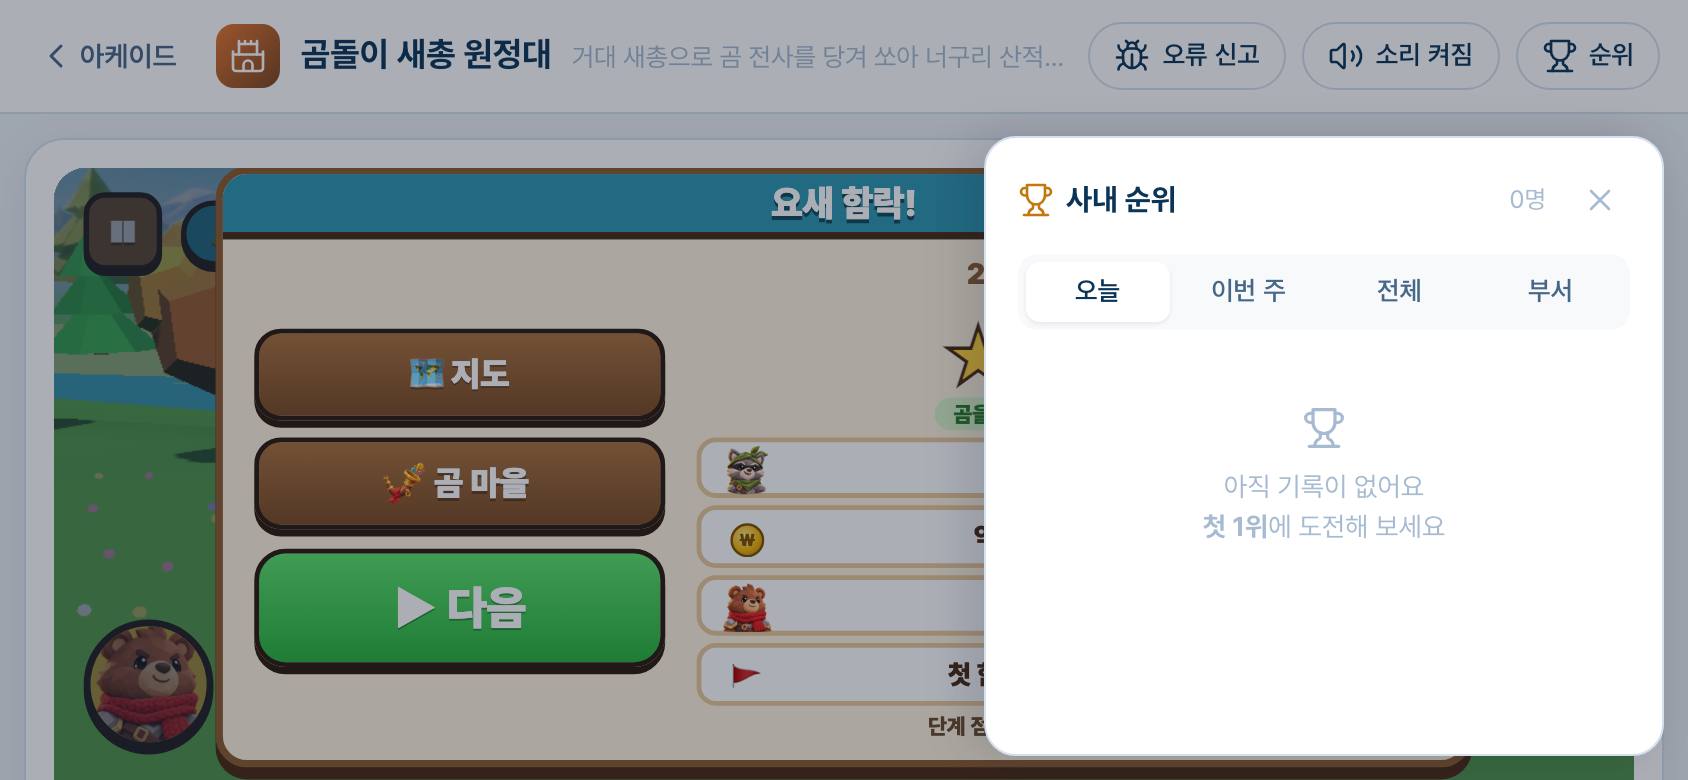 아케이드
곰돌이 새총 원정대
거대 새총으로 곰 전사를 당겨 쏘아 너구리 산적...
오류 신고
소리 켜짐
순위
요새 함락!
2
지도
곰 마을
다음
첫
단계
사내 순위
0명
오늘
이번 주
전체
부서
아직 기록이 없어요
첫 1위에 도전해 보세요